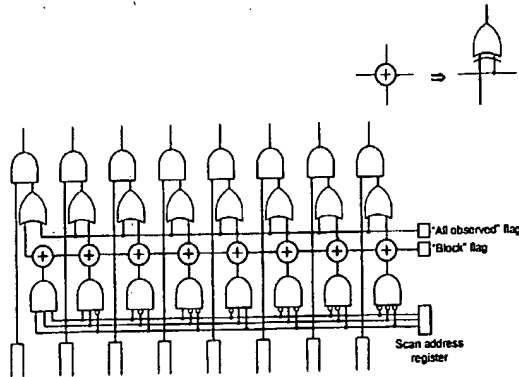 "All observed" flag
"Block" flag
Scan address
register